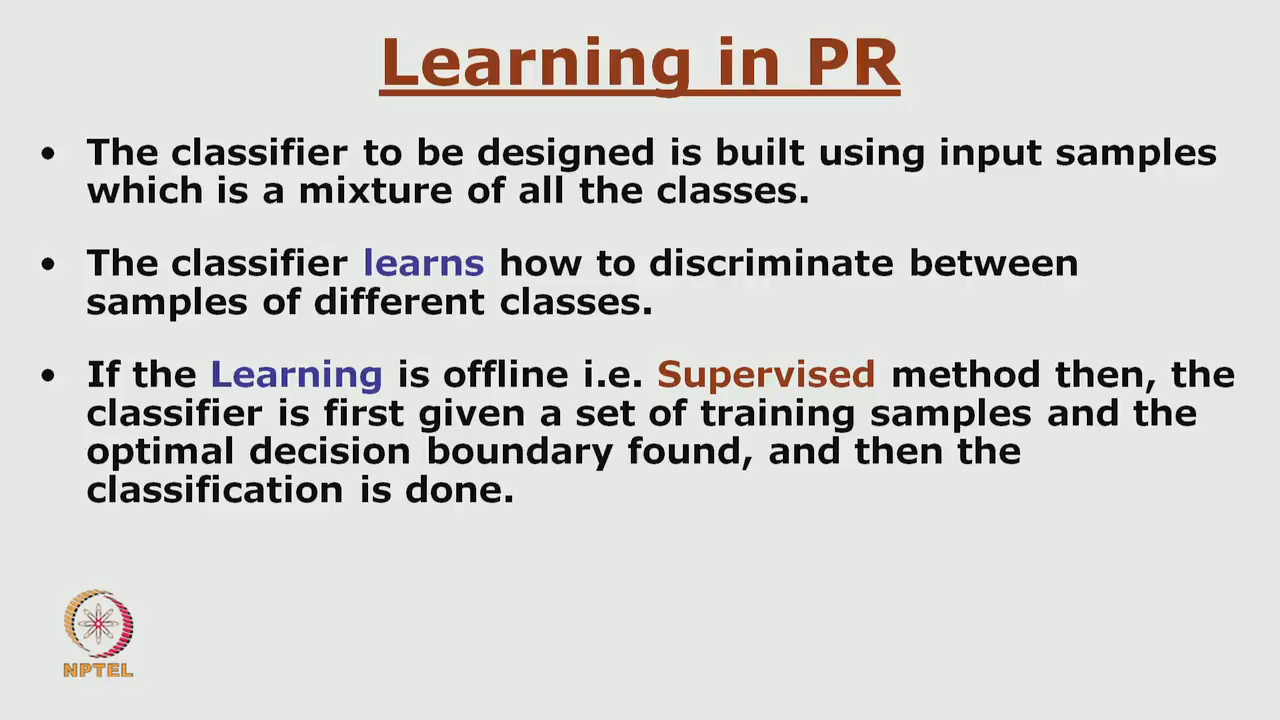 Learning in PR
• The classifier to be designed is built using input samples
which is a mixture of all the classes.
• The classifier learns how to discriminate between
samples of different classes.
• If the Learning is offline i.e. Supervised method then, the
classifier is first given a set of training samples and the
optimal decision boundary found, and then the
classification is done.
NPTEL